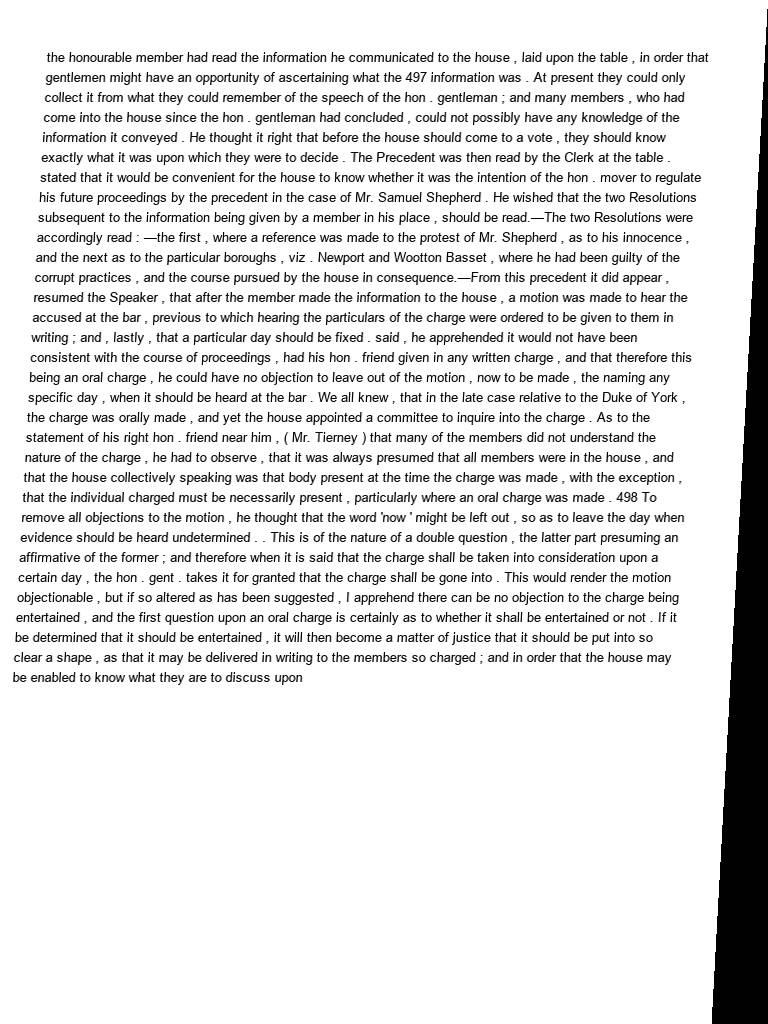 the honourable member had read the information he communicated to the house , laid upon the table , in order that
gentlemen might have an opportunity of ascertaining what the 497 information was . At present they could only
collect it from what they could remember of the speech of the hon . gentleman ; and many members , who had
come into the house since the hon . gentleman had concluded , could not possibly have any knowledge of the
information it conveyed . He thought it right that before the house should come to a vote , they should know
exactly what it was upon which they were to decide . The Precedent was then read by the Clerk at the table .
stated that it would be convenient for the house to know whether it was the intention of the hon . mover to regulate
his future proceedings by the precedent in the case of Mr. Samuel Shepherd . He wished that the two Resolutions
subsequent to the information being given by a member in his place , should be read.—The two Resolutions were
accordingly read : —the first , where a reference was made to the protest of Mr. Shepherd , as to his innocence ,
and the next as to the particular boroughs , viz . Newport and Wootton Basset , where he had been guilty of the
corrupt practices , and the course pursued by the house in consequence.—From this precedent it did appear ,
resumed the Speaker , that after the member made the information to the house , a motion was made to hear the
accused at the bar , previous to which hearing the particulars of the charge were ordered to be given to them in
writing ; and , lastly , that a particular day should be fixed . said , he apprehended it would not have been
consistent with the course of proceedings , had his hon . friend given in any written charge , and that therefore this
being an oral charge , he could have no objection to leave out of the motion , now to be made , the naming any
specific day , when it should be heard at the bar . We all knew , that in the late case relative to the Duke of York ,
the charge was orally made , and yet the house appointed a committee to inquire into the charge . As to the
statement of his right hon . friend near him , ( Mr. Tierney ) that many of the members did not understand the
nature of the charge , he had to observe , that it was always presumed that all members were in the house , and
that the house collectively speaking was that body present at the time the charge was made , with the exception ,
that the individual charged must be necessarily present , particularly where an oral charge was made . 498 To
remove all objections to the motion , he thought that the word 'now ' might be left out , so as to leave the day when
evidence should be heard undetermined . . This is of the nature of a double question , the latter part presuming an
affirmative of the former ; and therefore when it is said that the charge shall be taken into consideration upon a
certain day , the hon . gent . takes it for granted that the charge shall be gone into . This would render the motion
objectionable , but if so altered as has been suggested , I apprehend there can be no objection to the charge being
entertained , and the first question upon an oral charge is certainly as to whether it shall be entertained or not . If it
be determined that it should be entertained , it will then become a matter of justice that it should be put into so
clear a shape , as that it may be delivered in writing to the members so charged ; and in order that the house may
be enabled to know what they are to discuss upon